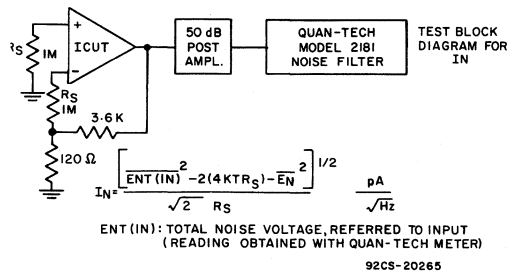 RS 1M
+
ICUT
-
RS
1M
3.6K
120 Ω
50 dB
POST
AMPL.
QUAN-TECH
MODEL 2181
NOISE FILTER
TEST BLOCK
DIAGRAM FOR
IN
IN= [ENT(IN)² -2(4KTRS)-EN²]1/2 / √2 RS pA/√Hz
ENT(IN): TOTAL NOISE VOLTAGE, REFERRED TO INPUT
(READING OBTAINED WITH QUAN-TECH METER)
92CS-20265